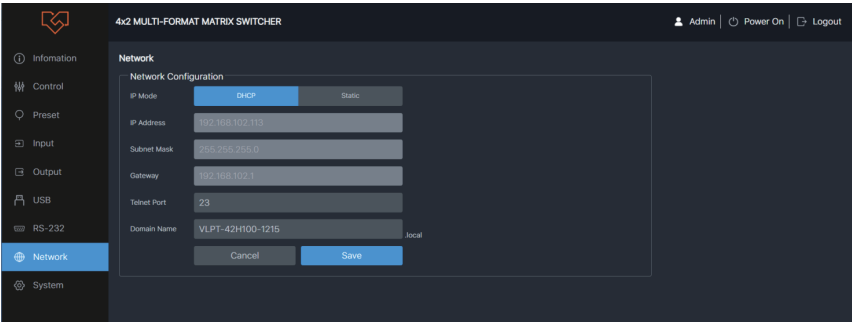 4x2 MULTI-FORMAT MATRIX SWITCHER
Admin
Power On
Logout
Infomation
Control
Preset
Input
Output
USB
RS-232
Network
System
Network
Network Configuration
IP Mode DHCP Static
IP Address 192.168.102.113
Subnet Mask 255.255.255.0
Gateway 192.168.102.1
Telnet Port 23
Domain Name VLPT-42H100-1215 .local
Cancel Save